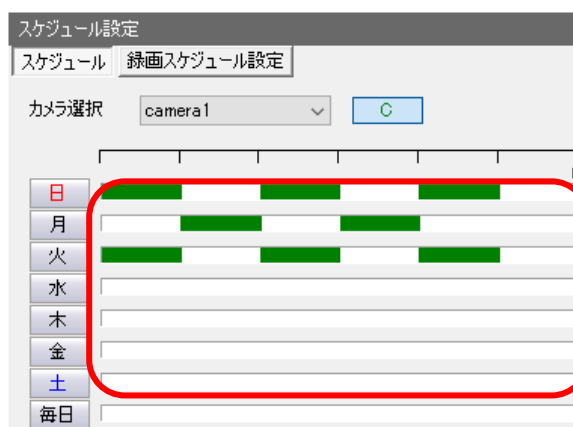 スケジュール設定
スケジュール 録画スケジュール設定
カメラ選択 camera1 C
日
月
火
水
木
金
土
毎日